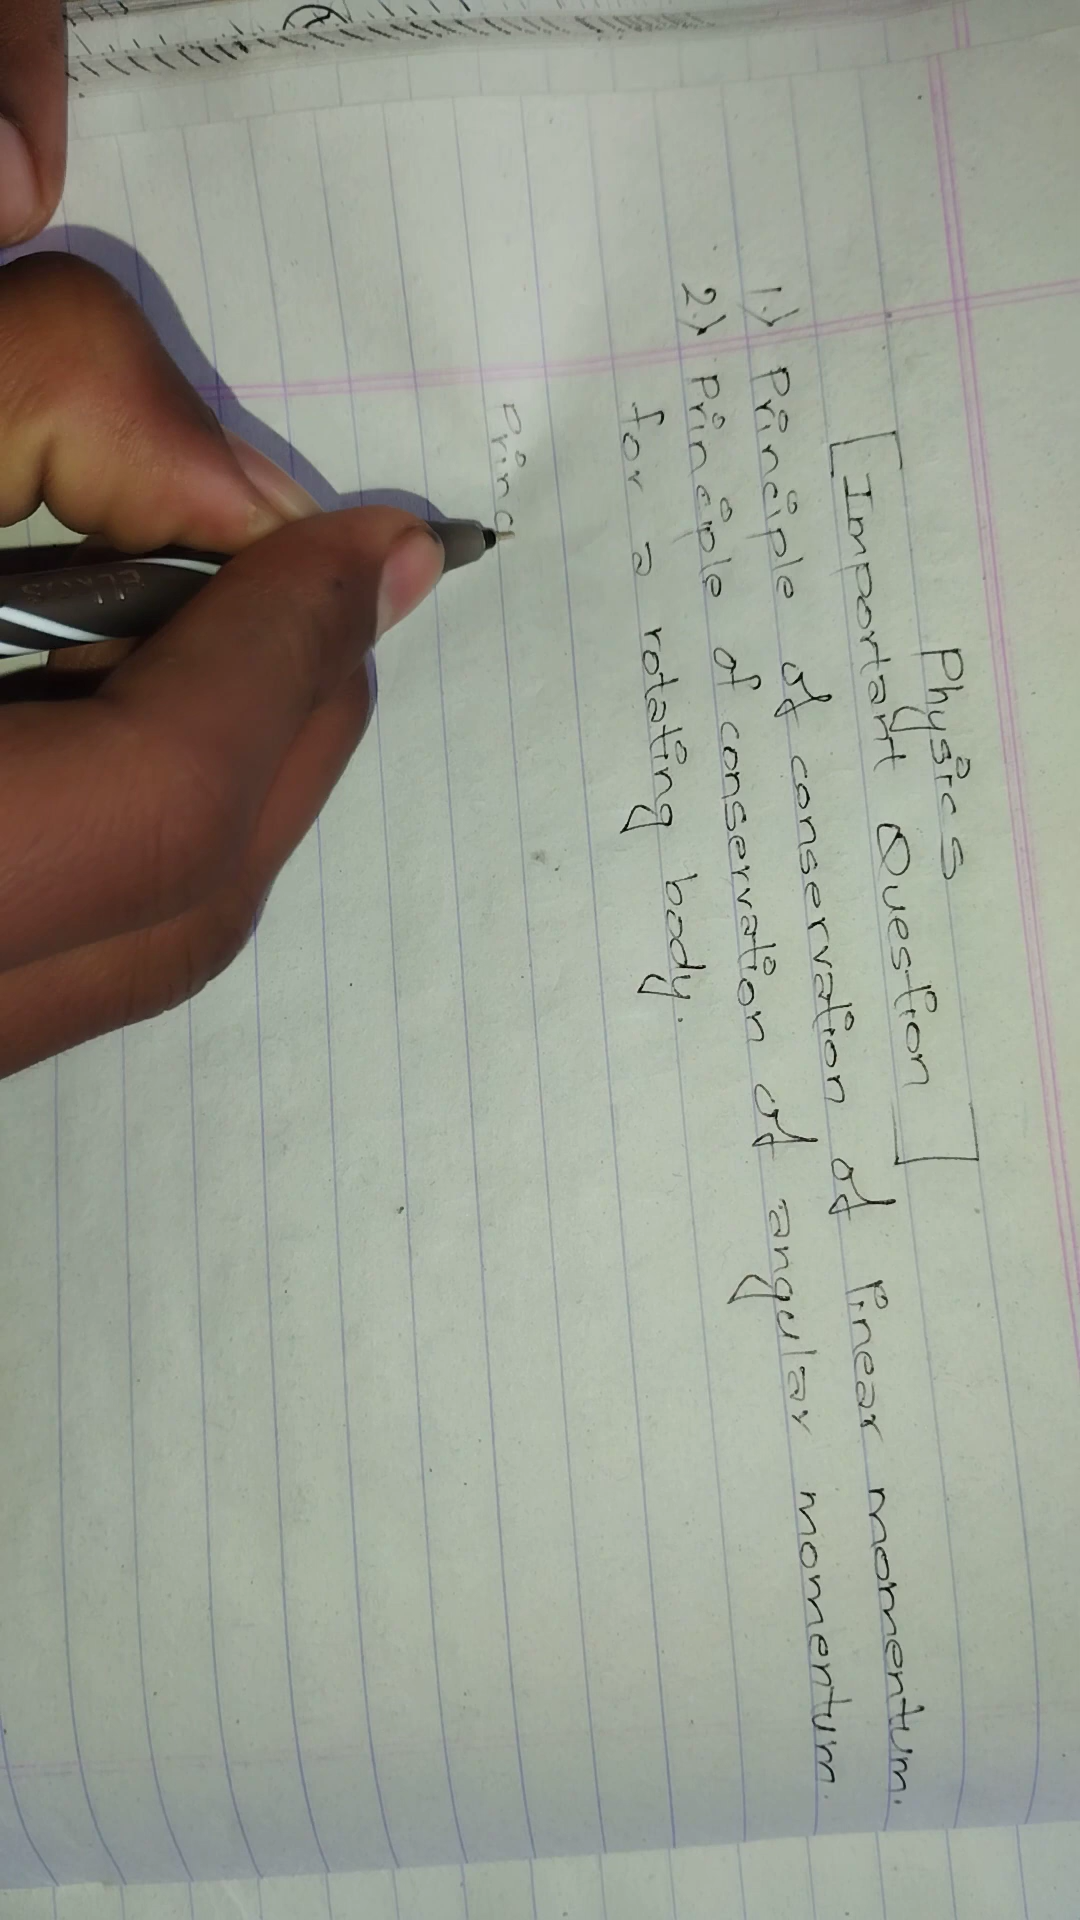 Physics
[Important Question]
1.) Principle of conservation of linear momentum.
2.) Principle of conservation of angular momentum.
for a rotating body.
Princ